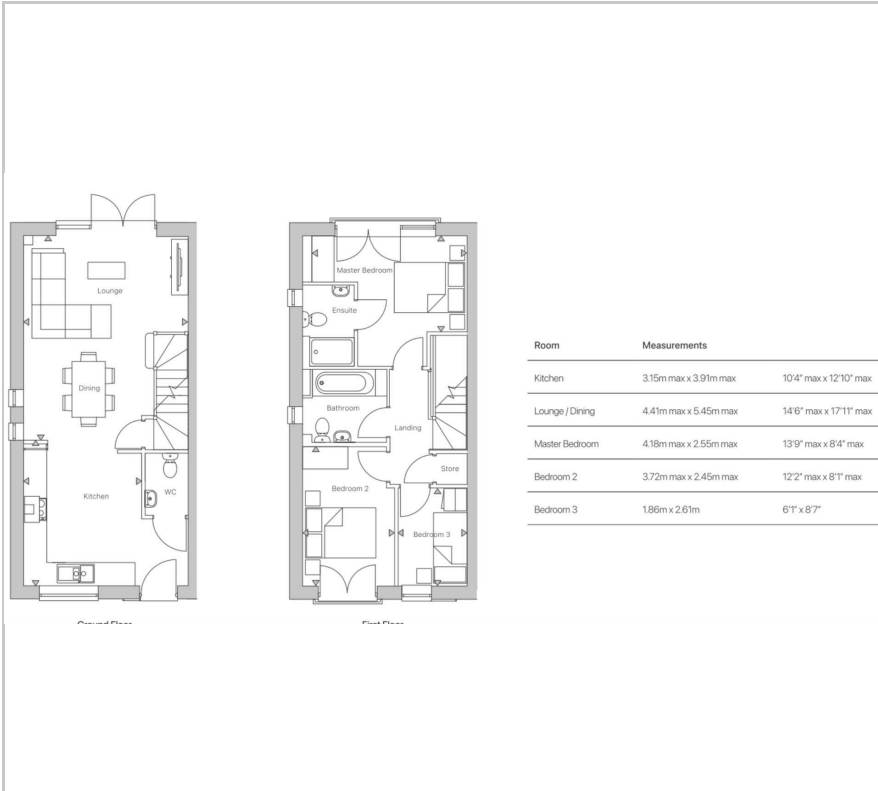 Lounge
Dining
Kitchen
WC
Ground Floor
Master Bedroom
Ensuite
Bathroom
Landing
Store
Bedroom 2
Bedroom 3
First Floor
Room Measurements
Kitchen 3.15m max x 3.91m max 10'4" max x 12'10" max
Lounge / Dining 4.41m max x 5.45m max 14'6" max x 17'11" max
Master Bedroom 4.18m max x 2.55m max 13'9" max x 8'4" max
Bedroom 2 3.72m max x 2.45m max 12'2" max x 8'1" max
Bedroom 3 1.86m x 2.61m 6'1" x 8'7"